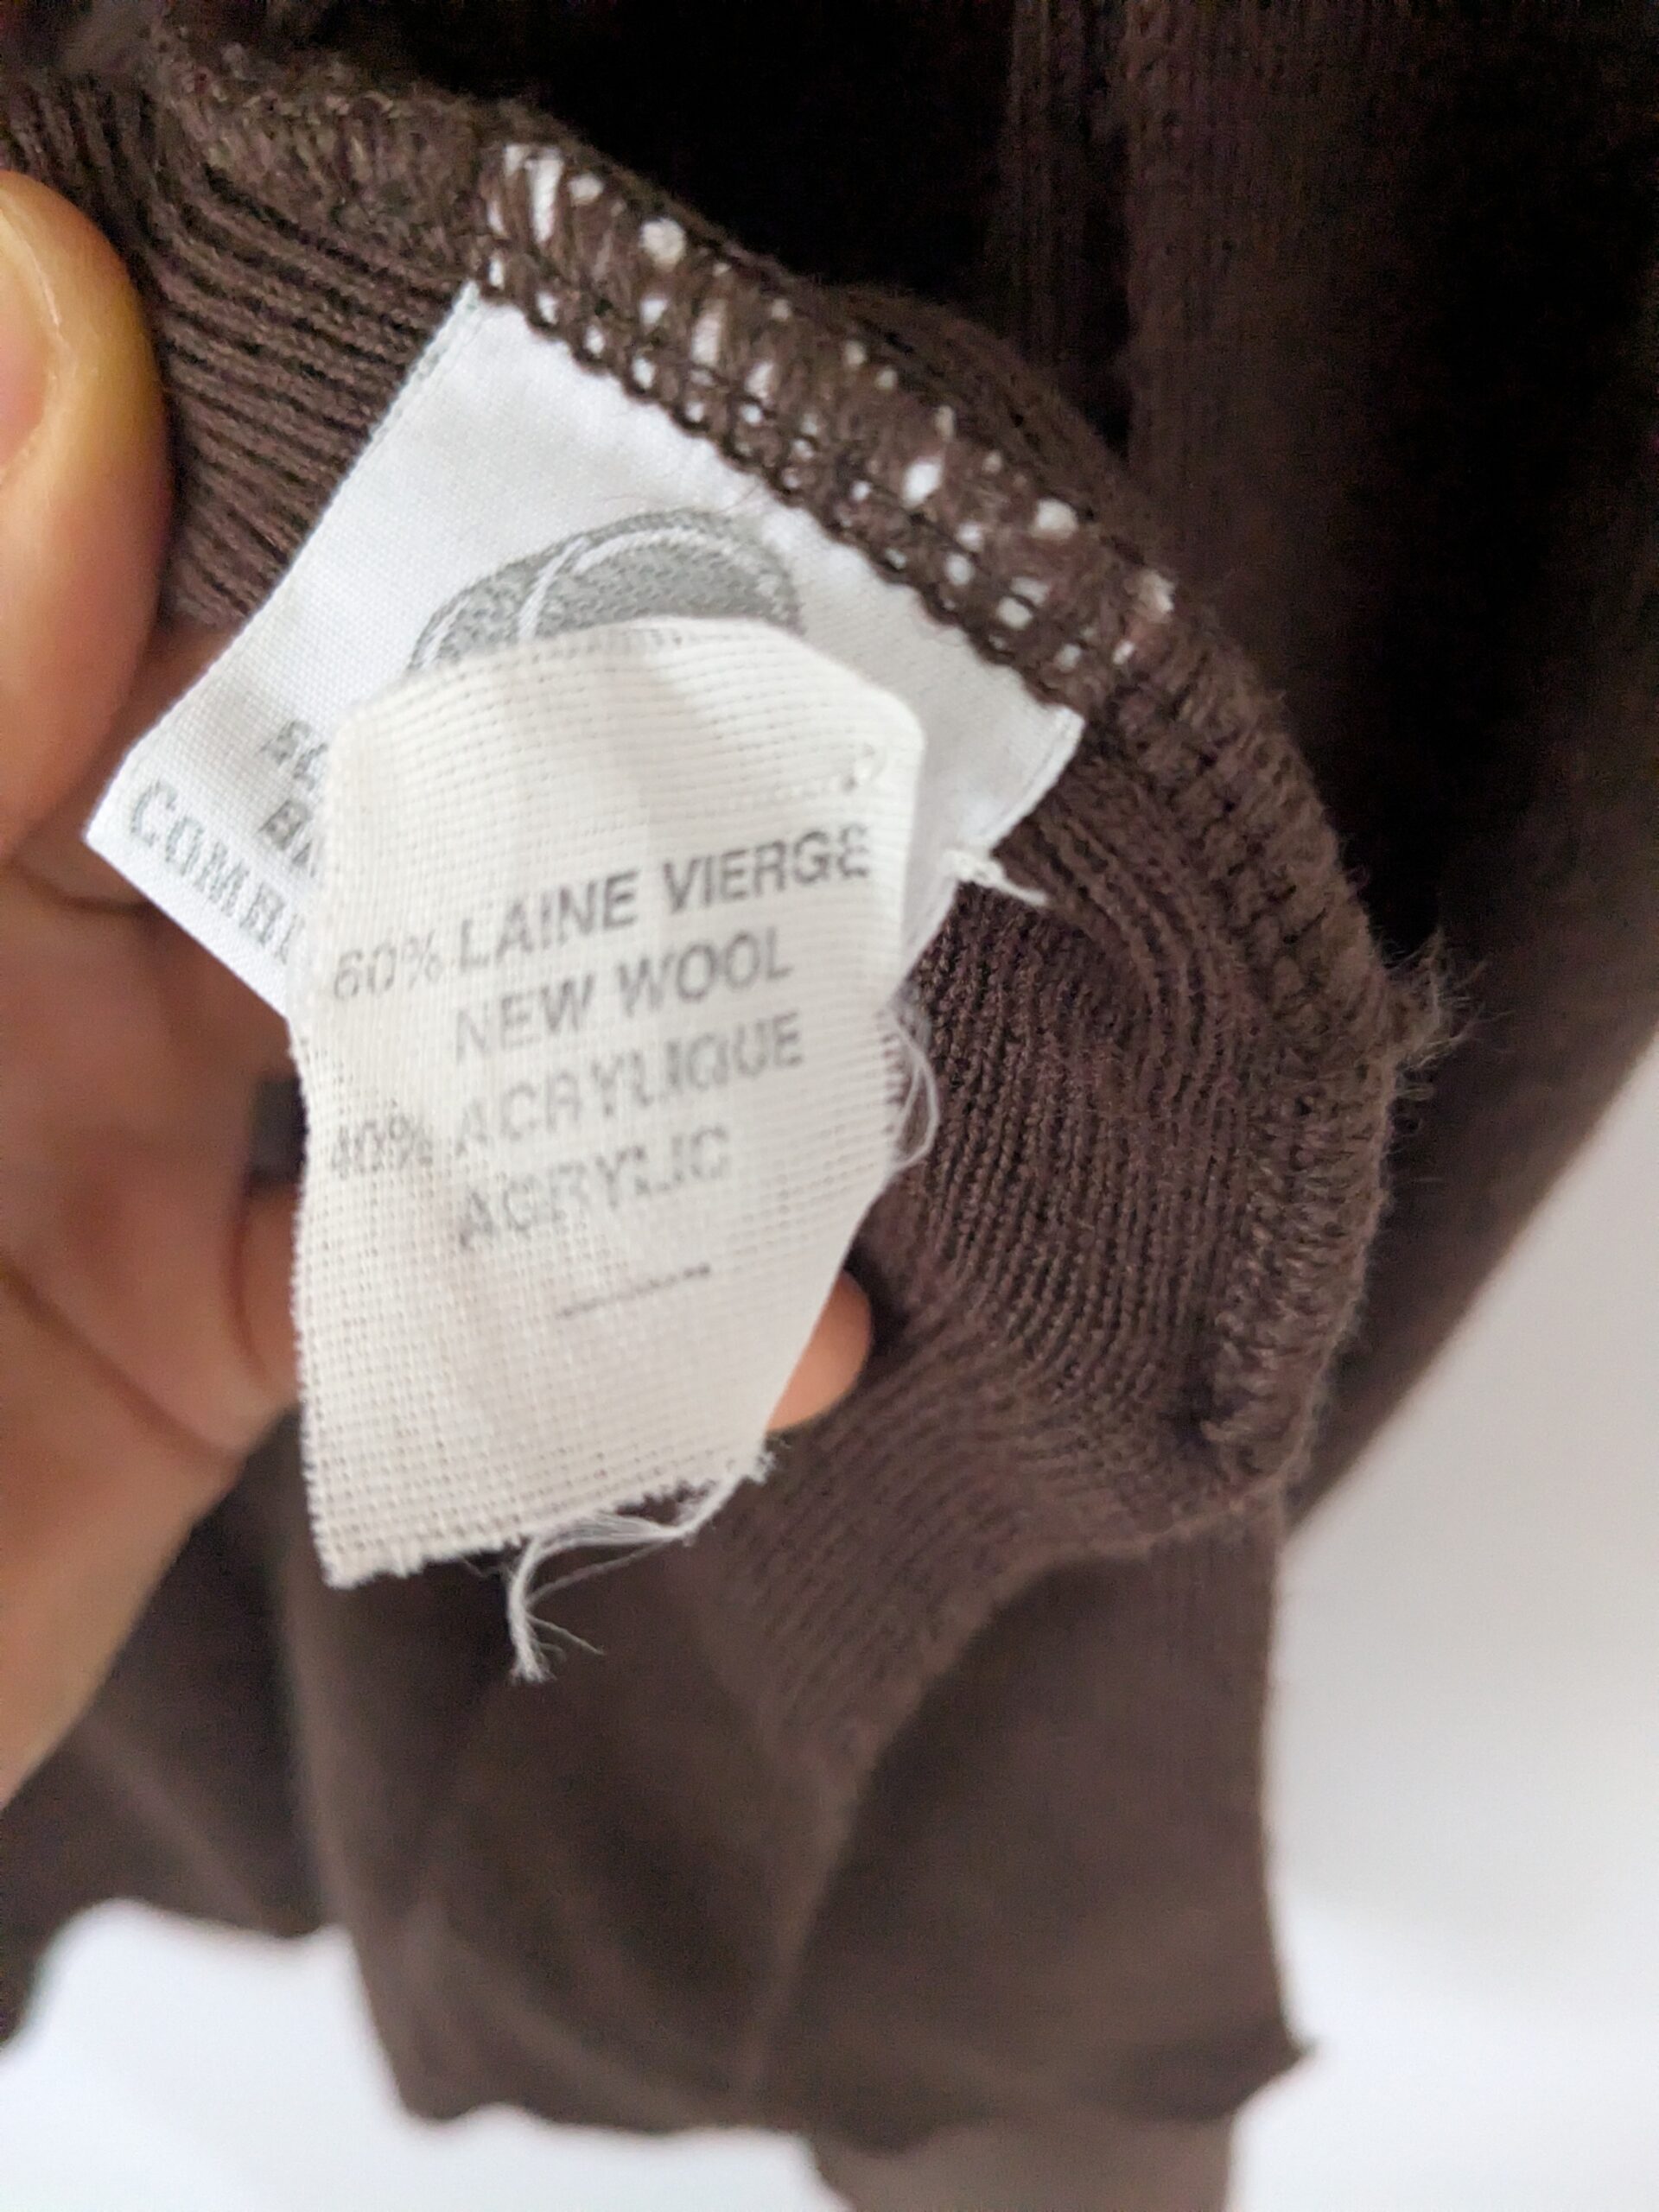 60% LAINE VIERGE
NEW WOOL
40% ACRYLIQUE
ACRYLIC